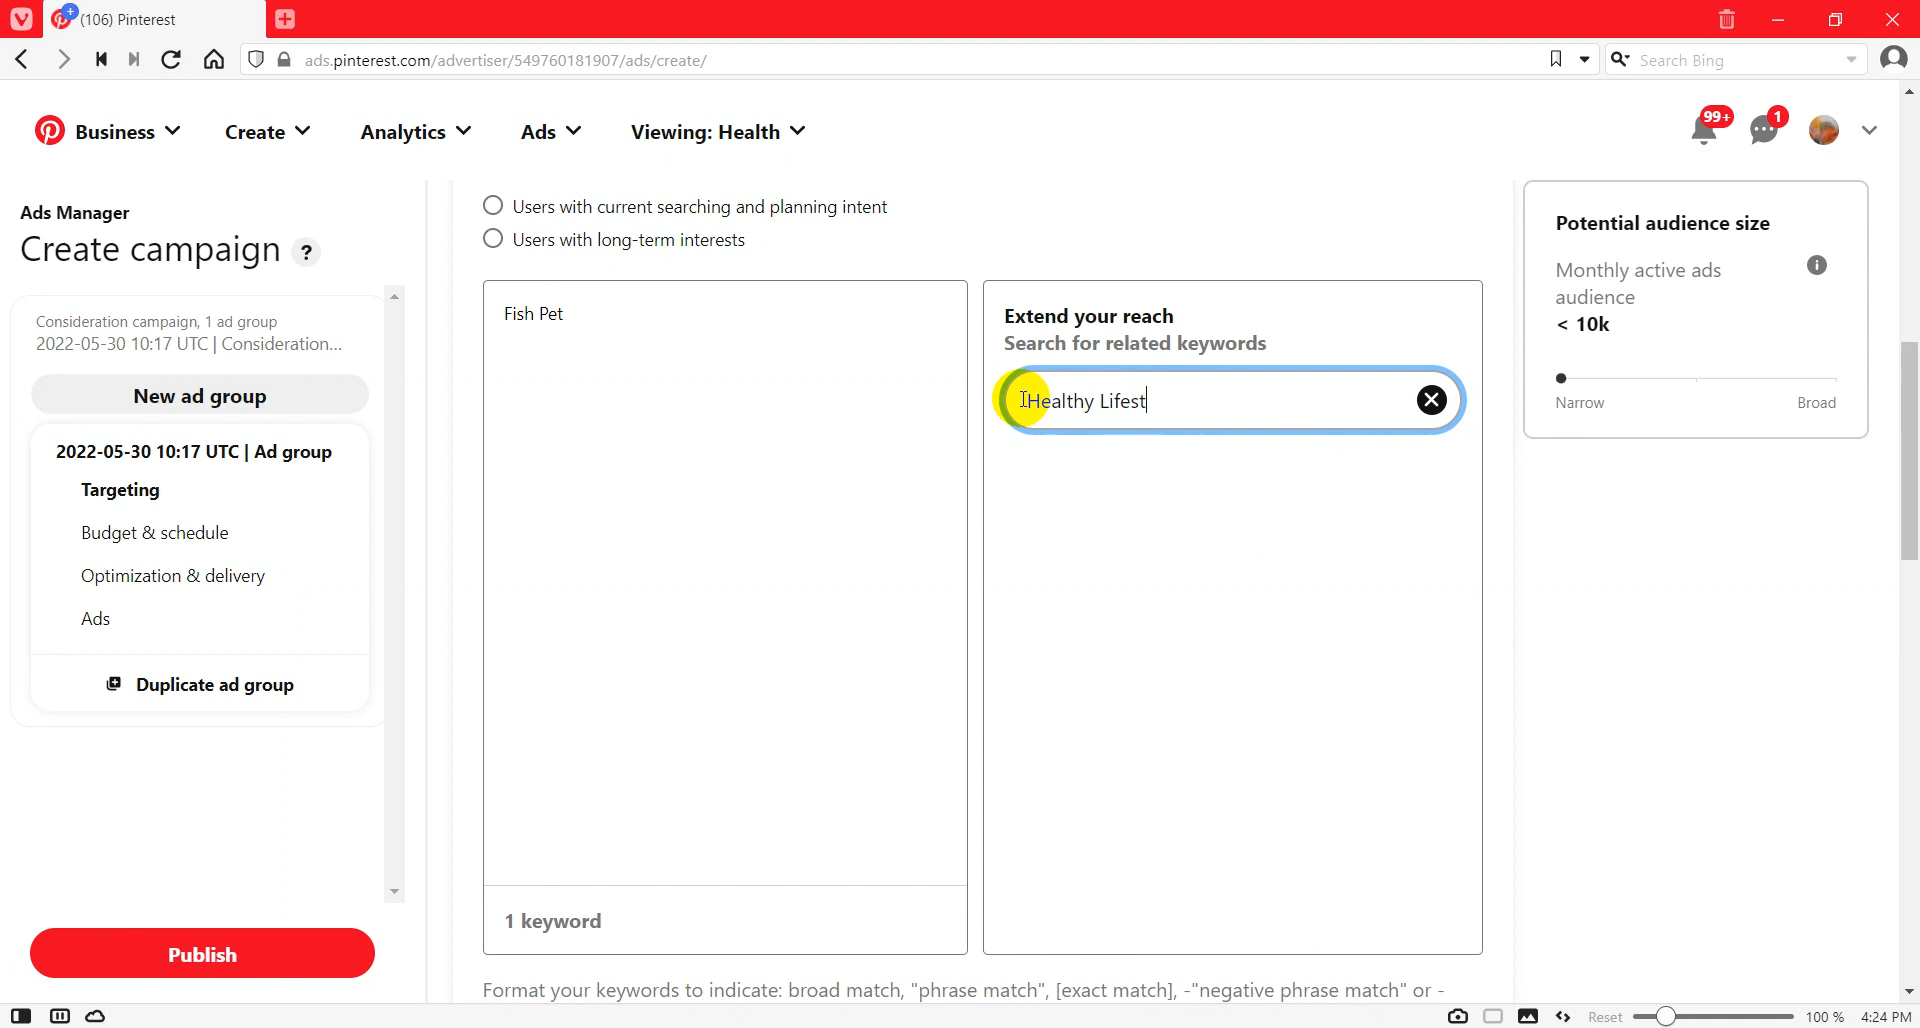 (106) Pinterest
ads.pinterest.com/advertiser/549760181907/ads/create/
Search Bing
Business
Create
Analytics
Ads
Viewing: Health
99+
1
Ads Manager
Create campaign ?
Consideration campaign, 1 ad group
2022-05-30 10:17 UTC | Consideration...
New ad group
2022-05-30 10:17 UTC | Ad group
Targeting
Budget & schedule
Optimization & delivery
Ads
Duplicate ad group
Publish
Users with current searching and planning intent
Users with long-term interests
Fish Pet
1 keyword
Extend your reach
Search for related keywords
Healthy Lifest
Format your keywords to indicate: broad match, "phrase match", [exact match], -"negative phrase match" or -
Potential audience size
Monthly active ads
audience
< 10k
Narrow
Broad
Reset
100 %
4:24 PM